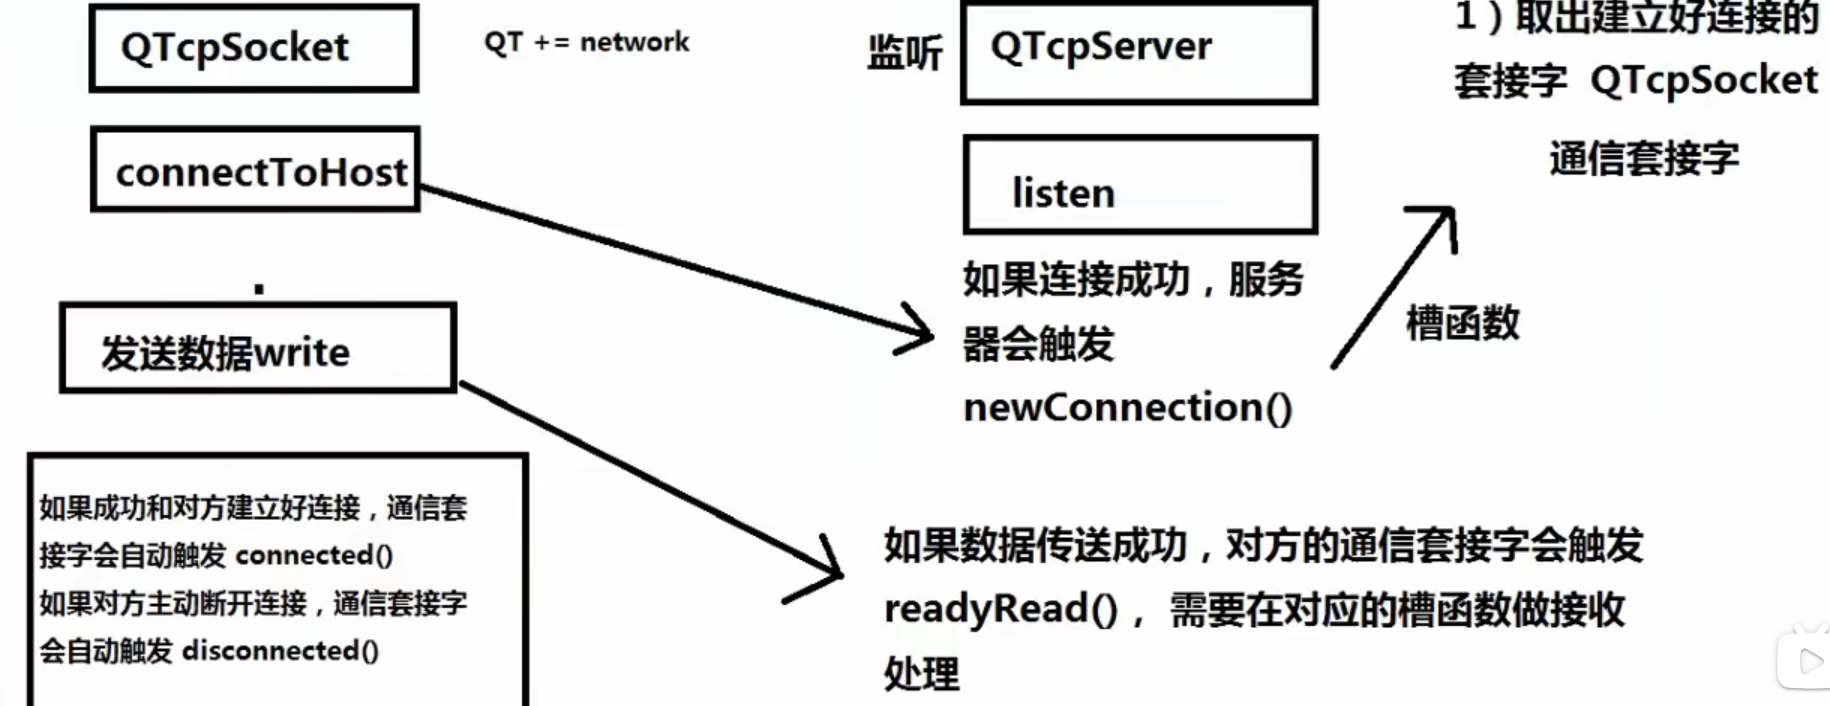 QTcpSocket
QT += network
监听
QTcpServer
1）取出建立好连接的
套接字 QTcpSocket
通信套接字
connectToHost
listen
如果连接成功，服务
器会触发
newConnection()
槽函数
发送数据write
如果成功和对方建立好连接，通信套
接字会自动触发 connected()
如果对方主动断开连接，通信套接字
会自动触发 disconnected()
如果数据传送成功，对方的通信套接字会触发
readyRead()， 需要在对应的槽函数做接收
处理